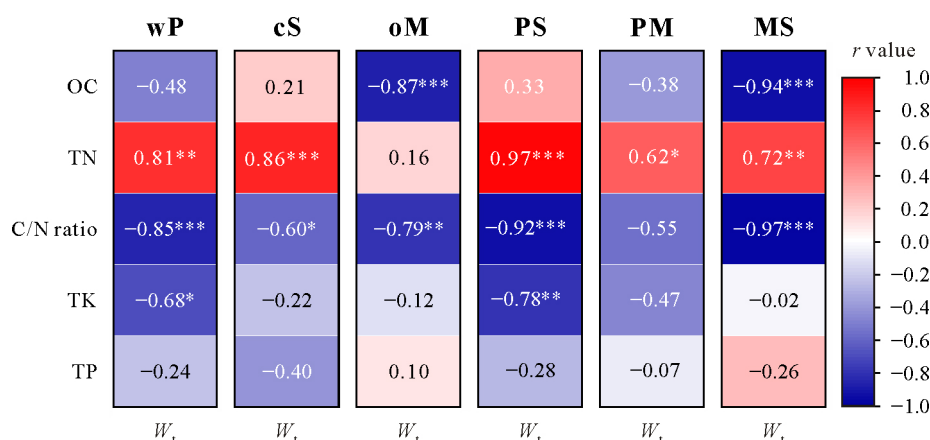 wP cS oM PS PM MS
r value
OC −0.48 0.21 −0.87*** 0.33 −0.38 −0.94***
TN 0.81** 0.86*** 0.16 0.97*** 0.62* 0.72**
C/N ratio −0.85*** −0.60* −0.79** −0.92*** −0.55 −0.97***
TK −0.68* −0.22 −0.12 −0.78** −0.47 −0.02
TP −0.24 −0.40 0.10 −0.28 −0.07 −0.26
1.0
0.8
0.6
0.4
0.2
0.0
−0.2
−0.4
−0.6
−0.8
−1.0